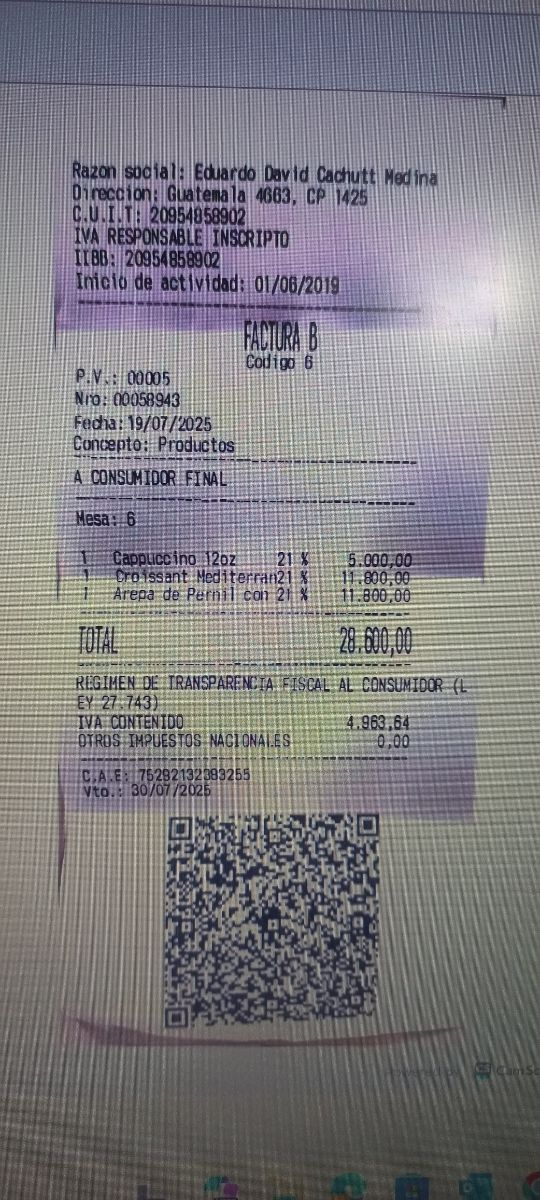 Razon social: Eduardo David Cachutt Medina
Direccion: Guatemala 4663, CP 1425
C.U.I.T: 20954858902
IVA RESPONSABLE INSCRIPTO
IIBB: 20954858902
Inicio de actividad: 01/06/2019
FACTURA B
Codigo 6
P.V.: 00005
Nro: 00058943
Fecha: 19/07/2025
Concepto: Productos
A CONSUMIDOR FINAL
Mesa: 6
1 Cappuccino 12oz 21 % 5.000,00
1 Croissant Mediterran21 % 11.800,00
1 Arepa de Pernil con 21 % 11.800,00
TOTAL 28.600,00
REGIMEN DE TRANSPARENCIA FISCAL AL CONSUMIDOR (L
EY 27.743)
IVA CONTENIDO 4.963,64
OTROS IMPUESTOS NACIONALES 0,00
C.A.E: 75292132383255
Vto.: 30/07/2025
Powered by CamSc